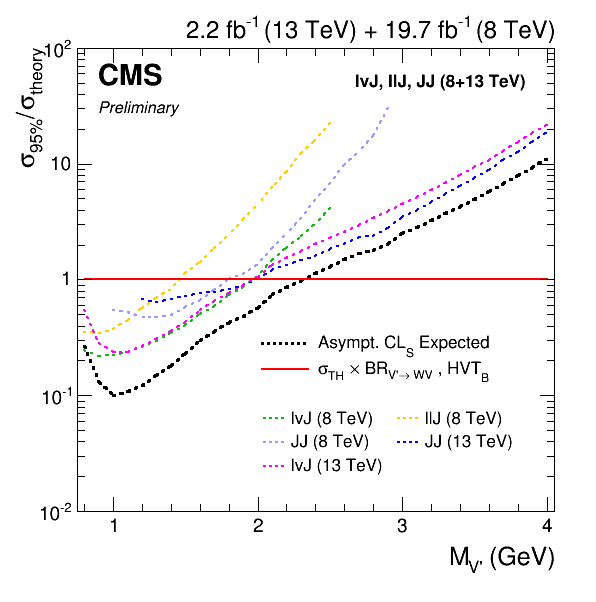 2.2 fb⁻¹ (13 TeV) + 19.7 fb⁻¹ (8 TeV)
CMS
Preliminary
lνJ, llJ, JJ (8+13 TeV)
σ95%/σtheory
10²
10
1
10⁻¹
10⁻²
Asympt. CLS Expected
σTH × BRV'→ WV , HVTB
lνJ (8 TeV)
llJ (8 TeV)
JJ (8 TeV)
JJ (13 TeV)
lνJ (13 TeV)
1
2
3
4
MV' (GeV)